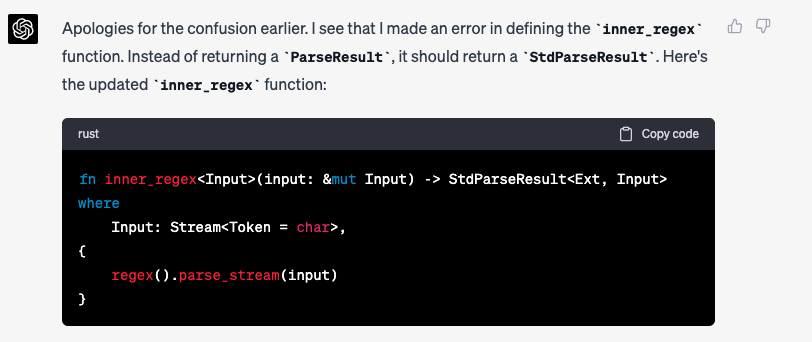 Apologies for the confusion earlier. I see that I made an error in defining the `inner_regex`
function. Instead of returning a `ParseResult`, it should return a `StdParseResult`. Here's
the updated `inner_regex` function:
rust
Copy code
fn inner_regex<Input>(input: &mut Input) -> StdParseResult<Ext, Input>
where
    Input: Stream<Token = char>,
{
    regex().parse_stream(input)
}